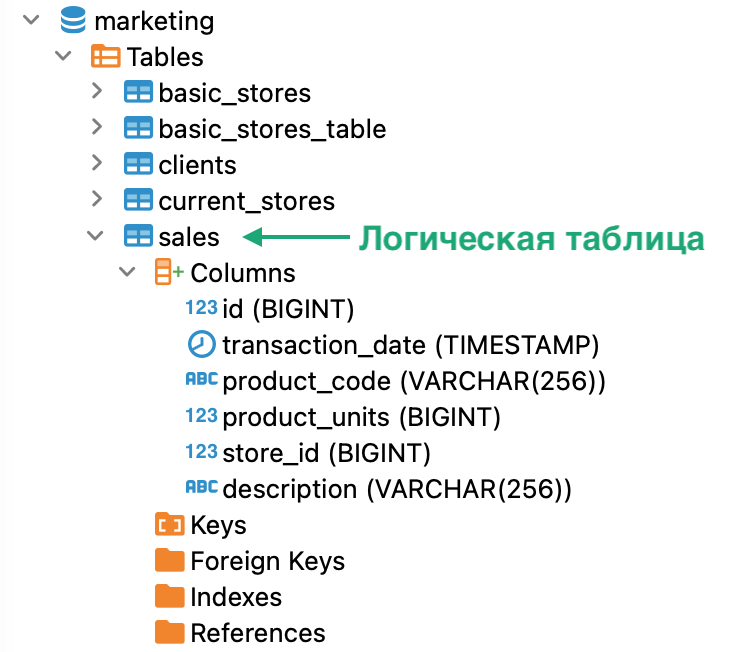 marketing
Tables
basic_stores
basic_stores_table
clients
current_stores
sales Логическая таблица
Columns
123 id (BIGINT)
transaction_date (TIMESTAMP)
ABC product_code (VARCHAR(256))
123 product_units (BIGINT)
123 store_id (BIGINT)
ABC description (VARCHAR(256))
Keys
Foreign Keys
Indexes
References